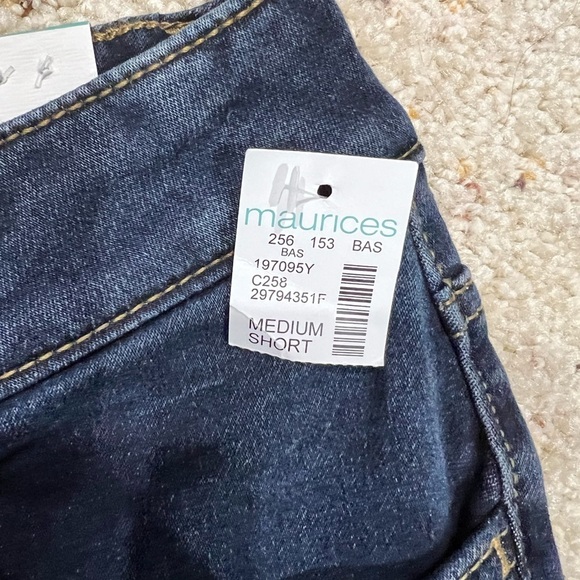 maurices
256 153 BAS
BAS
197095Y
C258
29794351F
MEDIUM
SHORT